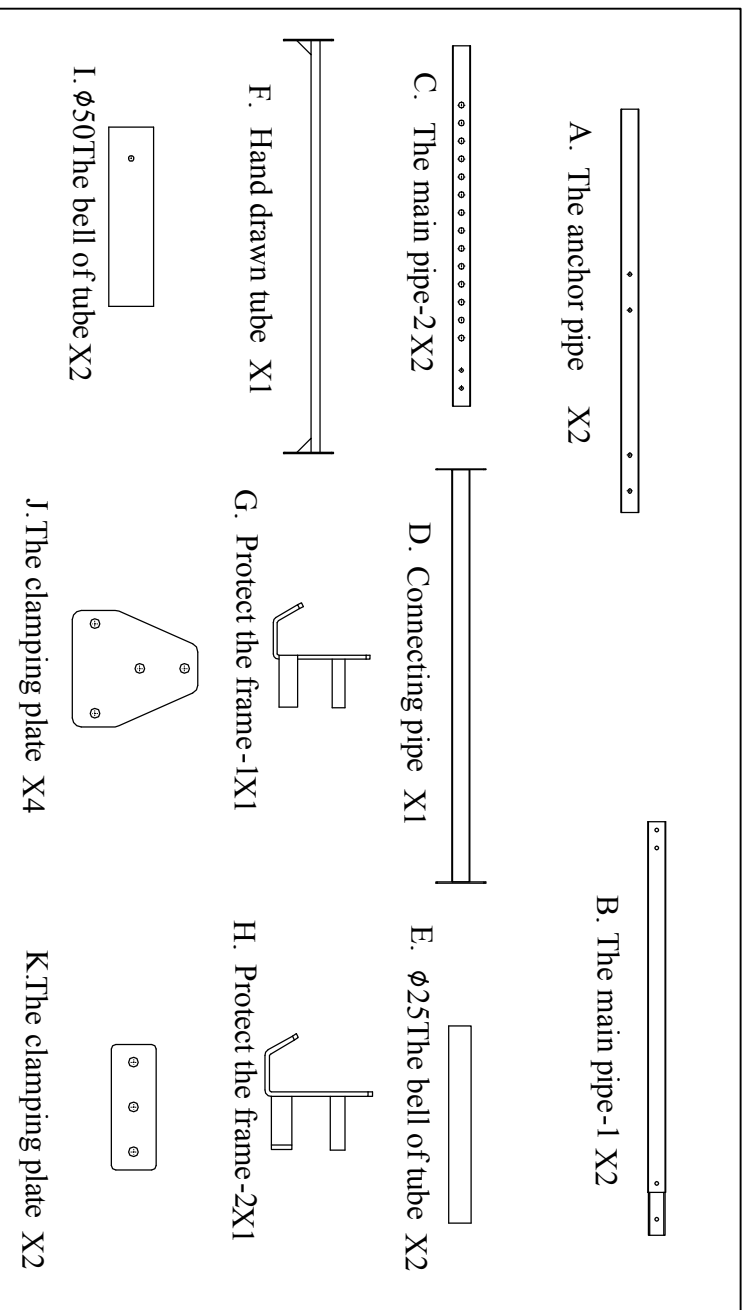 A. The anchor pipe X2
B. The main pipe-1 X2
C. The main pipe-2X2
D. Connecting pipe X1
E. ϕ25The bell of tube X2
F. Hand drawn tube X1
G. Protect the frame-1X1
H. Protect the frame-2X1
I. ϕ50The bell of tube X2
J.The clamping plate X4
K.The clamping plate X2